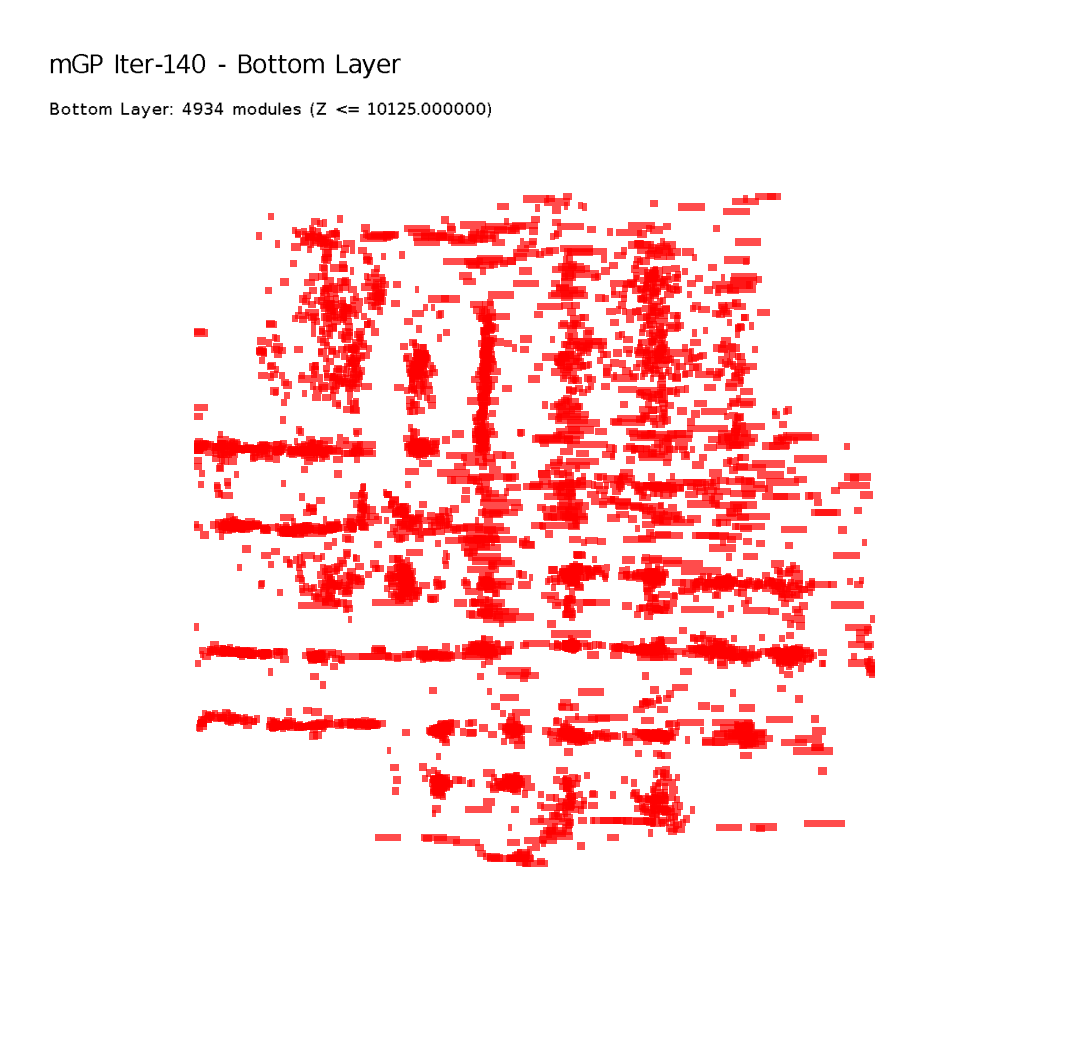 mGP Iter-140 - Bottom Layer
Bottom Layer: 4934 modules (Z <= 10125.000000)